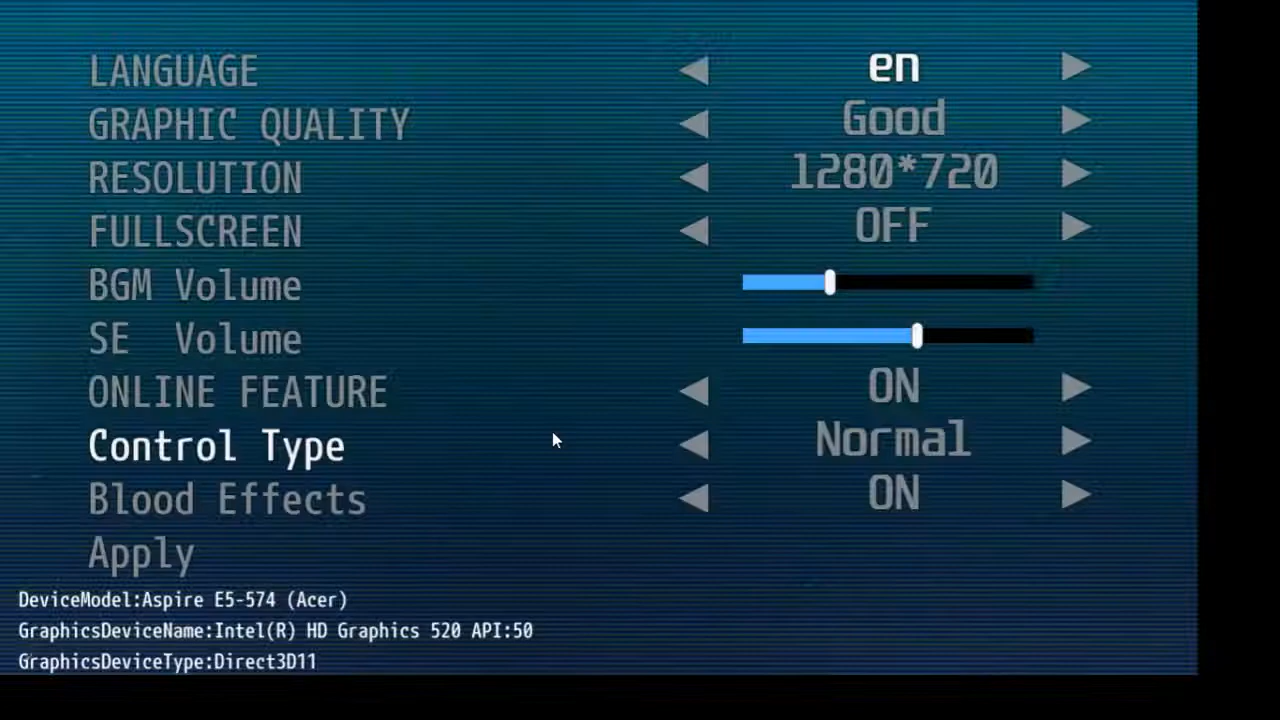 LANGUAGE ◀ en ▶
GRAPHIC QUALITY ◀ Good ▶
RESOLUTION ◀ 1280*720 ▶
FULLSCREEN ◀ OFF ▶
BGM Volume
SE Volume
ONLINE FEATURE ◀ ON ▶
Control Type ◀ Normal ▶
Blood Effects ◀ ON ▶
Apply
DeviceModel:Aspire E5-574 (Acer)
GraphicsDeviceName:Intel(R) HD Graphics 520 API:50
GraphicsDeviceType:Direct3D11